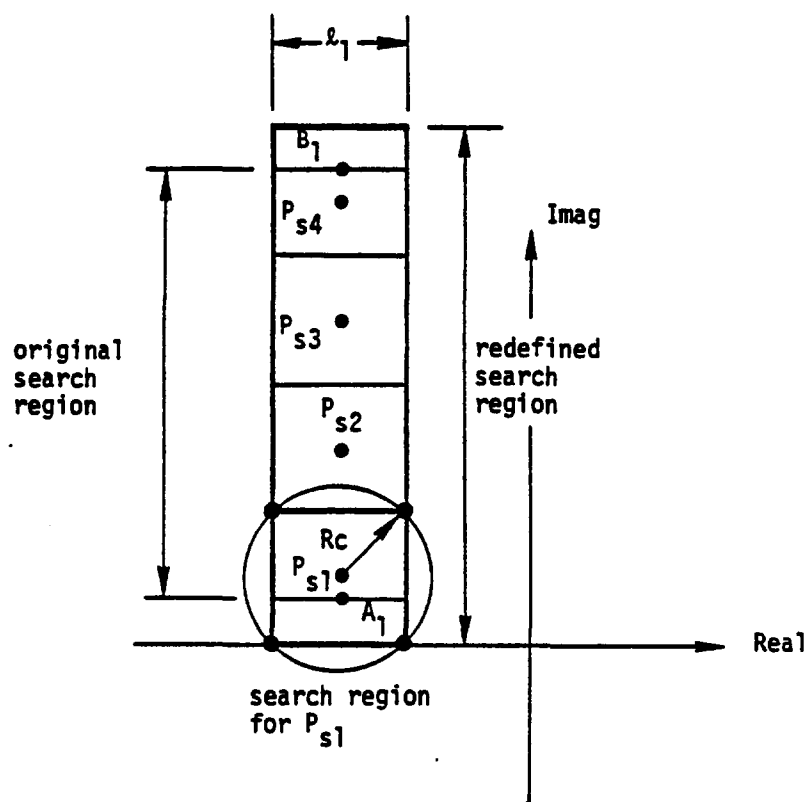 ℓ₁
B₁
Pₛ₄
Imag
Pₛ₃
original
search
region
redefined
search
region
Pₛ₂
Rc
Pₛ₁
A₁
Real
search region
for Pₛ₁